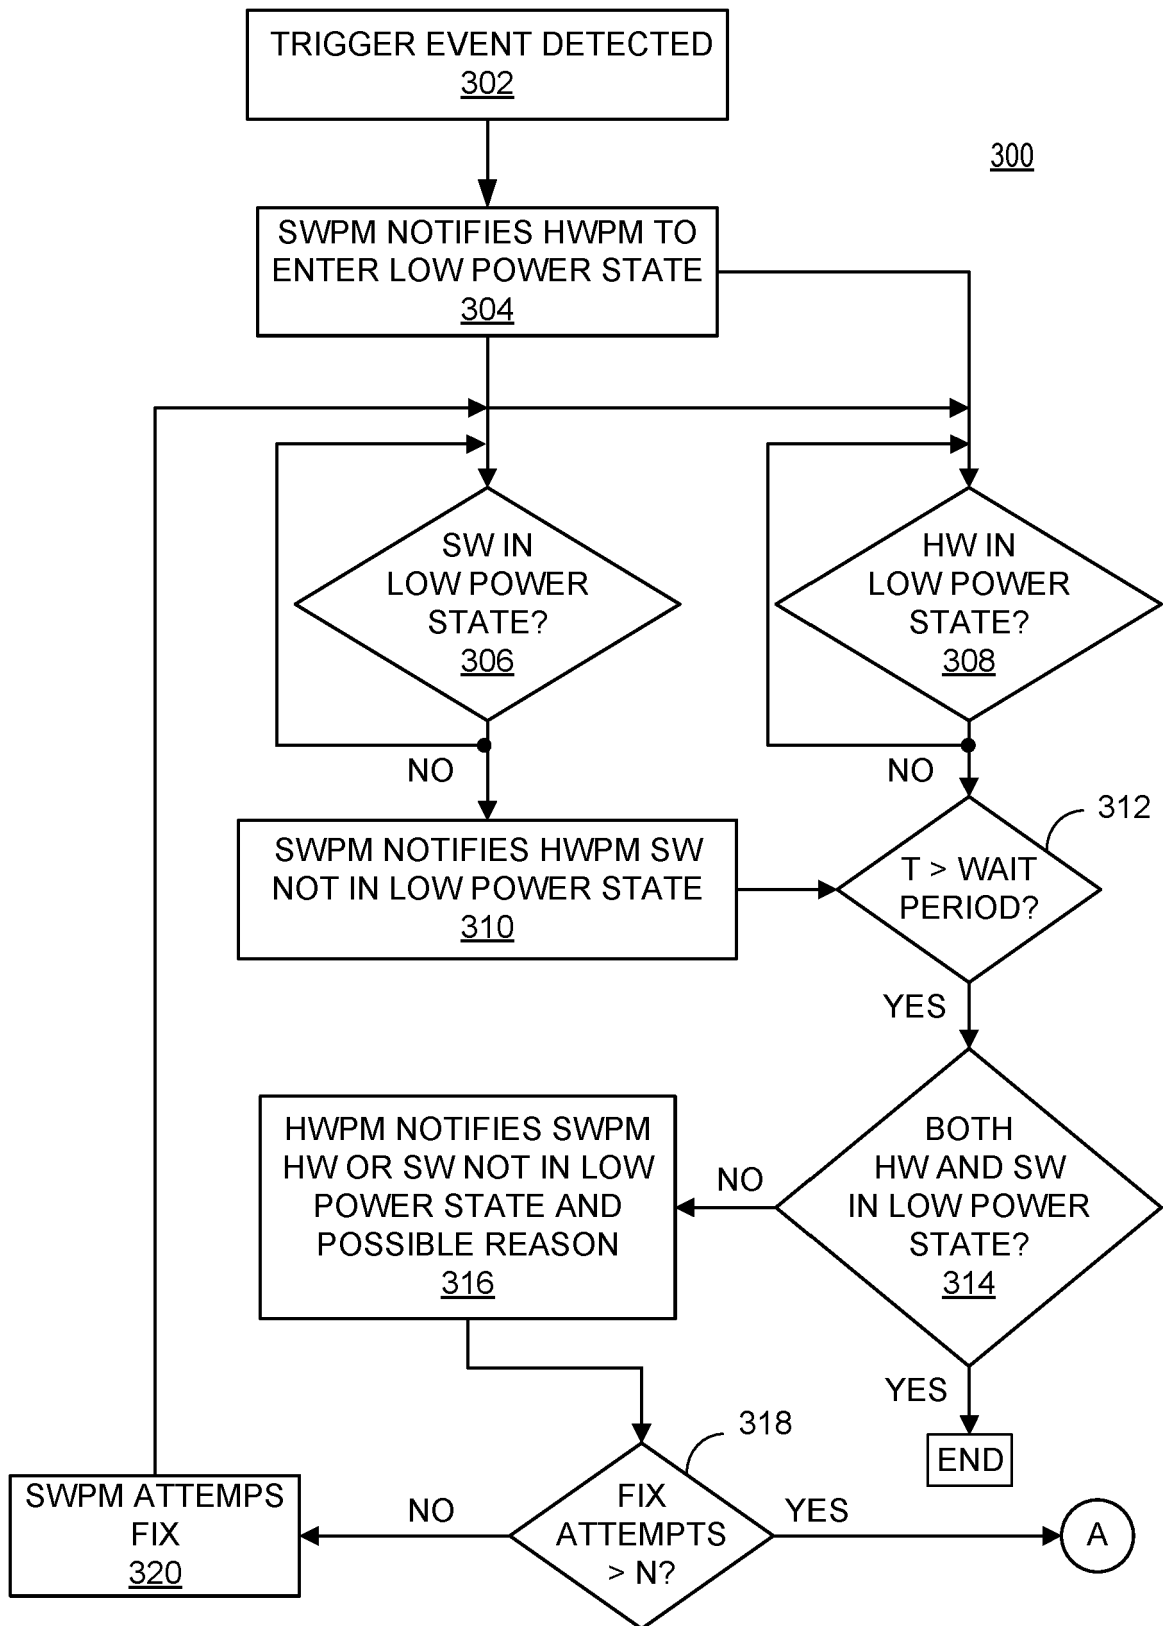 TRIGGER EVENT DETECTED
302
300
SWPM NOTIFIES HWPM TO
ENTER LOW POWER STATE
304
SW IN
LOW POWER
STATE?
306
HW IN
LOW POWER
STATE?
308
NO
NO
312
SWPM NOTIFIES HWPM SW
NOT IN LOW POWER STATE
310
T > WAIT
PERIOD?
YES
HWPM NOTIFIES SWPM
HW OR SW NOT IN LOW
POWER STATE AND
POSSIBLE REASON
316
NO
BOTH
HW AND SW
IN LOW POWER
STATE?
314
YES
END
318
SWPM ATTEMPS
FIX
320
NO
FIX
ATTEMPTS
> N?
YES
A